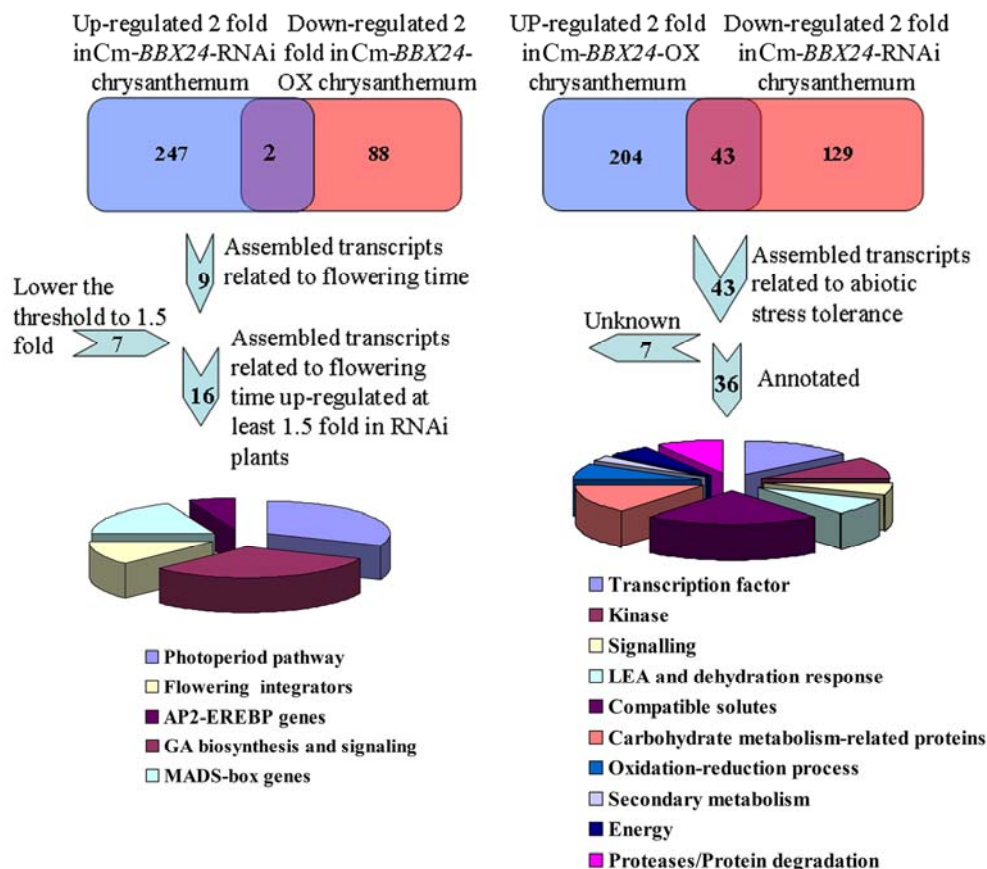 Up-regulated 2 fold
inCm-BBX24-RNAi
chrysanthemum
Down-regulated 2
fold in Cm-BBX24-
OX chrysanthemum
247
2
88
9
Assembled transcripts
related to flowering time
Lower the
threshold to 1.5
fold
7
16
Assembled transcripts
related to flowering
time up-regulated at
least 1.5 fold in RNAi
plants
Photoperiod pathway
Flowering integrators
AP2-EREBP genes
GA biosynthesis and signaling
MADS-box genes
UP-regulated 2 fold
in Cm-BBX24-OX
chrysanthemum
Down-regulated 2 fold
in Cm-BBX24-RNAi
chrysanthemum
204
43
129
43
Assembled transcripts
related to abiotic
stress tolerance
Unknown
7
36
Annotated
Transcription factor
Kinase
Signalling
LEA and dehydration response
Compatible solutes
Carbohydrate metabolism-related proteins
Oxidation-reduction process
Secondary metabolism
Energy
Proteases/Protein degradation